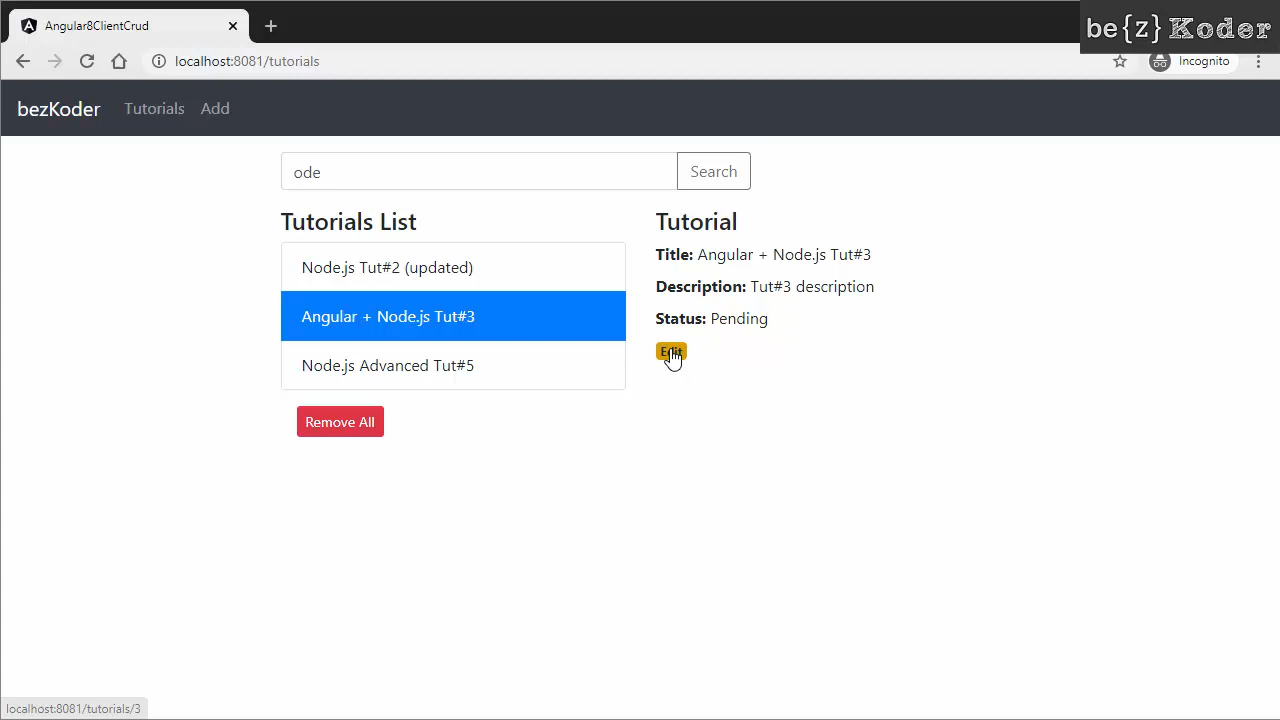 Angular8ClientCrud
be{z} Koder
localhost:8081/tutorials
Incognito
bezKoder Tutorials Add
ode
Search
Tutorials List
Node.js Tut#2 (updated)
Angular + Node.js Tut#3
Node.js Advanced Tut#5
Remove All
Tutorial
Title: Angular + Node.js Tut#3
Description: Tut#3 description
Status: Pending
Edit
localhost:8081/tutorials/3